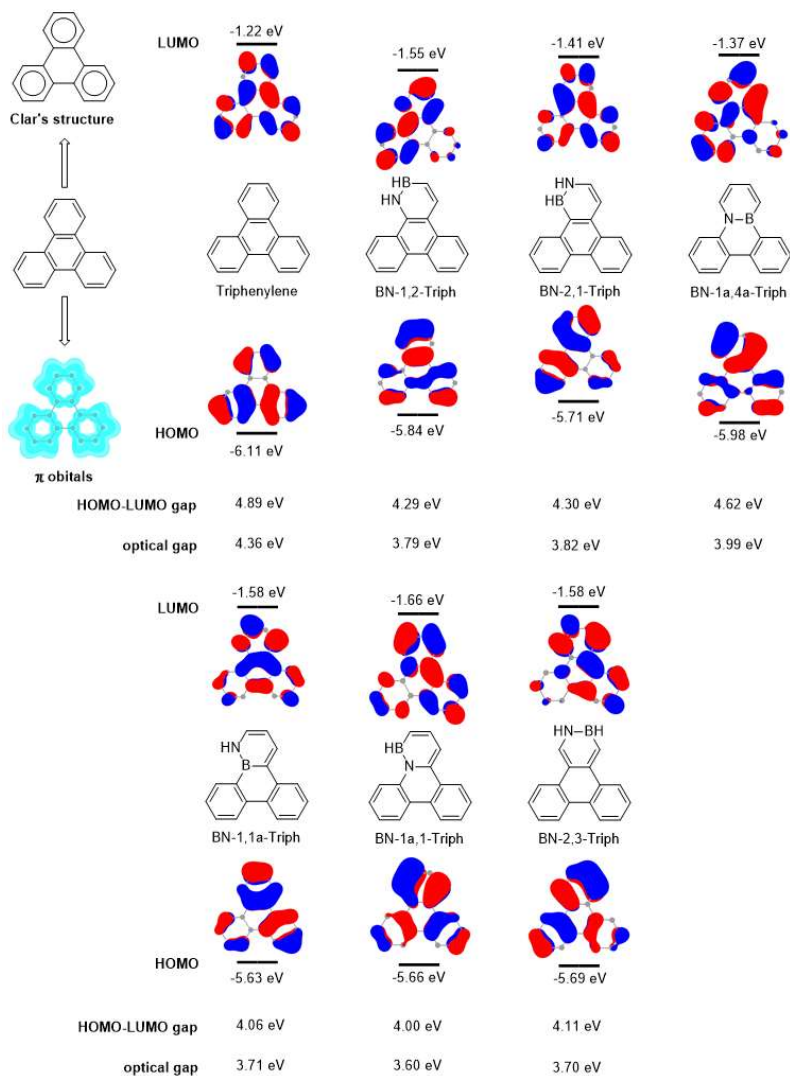 LUMO
-1.22 eV
-1.55 eV
-1.41 eV
-1.37 eV
Clar's structure
HB
HN
HN
HB
N B
Triphenylene
BN-1,2-Triph
BN-2,1-Triph
BN-1a,4a-Triph
π obitals
HOMO
-6.11 eV
-5.84 eV
-5.71 eV
-5.98 eV
HOMO-LUMO gap
4.89 eV
4.29 eV
4.30 eV
4.62 eV
optical gap
4.36 eV
3.79 eV
3.82 eV
3.99 eV
LUMO
-1.58 eV
-1.66 eV
-1.58 eV
HN
B
HB
N
HN-BH
BN-1,1a-Triph
BN-1a,1-Triph
BN-2,3-Triph
HOMO
-5.63 eV
-5.66 eV
-5.69 eV
HOMO-LUMO gap
4.06 eV
4.00 eV
4.11 eV
optical gap
3.71 eV
3.60 eV
3.70 eV